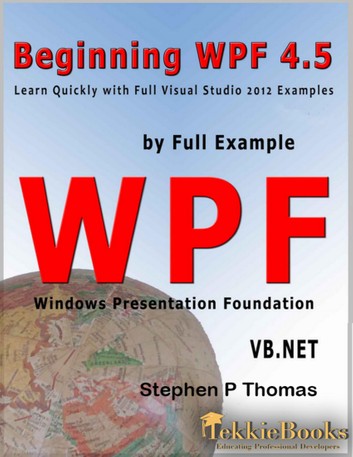 Beginning WPF 4.5
Learn Quickly with Full Visual Studio 2012 Examples
by Full Example
WPF
Windows Presentation Foundation
VB.NET
Stephen P Thomas
TekkieBooks
Educating Professional Developers